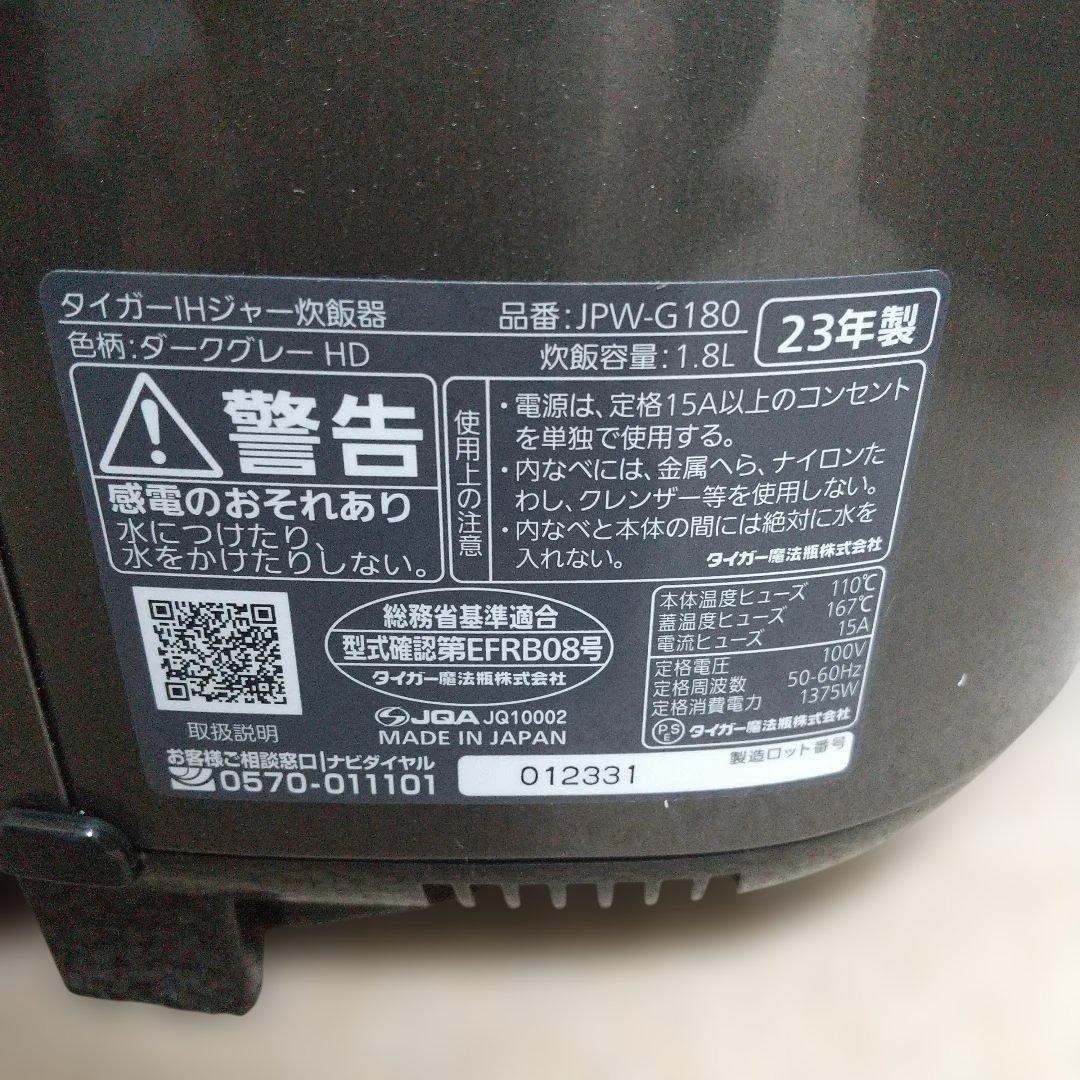 タイガーIHジャー炊飯器
品番:JPW-G180
23年製
色柄:ダークグレー HD
炊飯容量:1.8L
警告
感電のおそれあり
水につけたり、
水をかけたりしない。
使用上の注意
・電源は、定格15A以上のコンセント
を単独で使用する。
・内なべには、金属へら、ナイロンた
わし、クレンザー等を使用しない。
・内なべと本体の間には絶対に水を
入れない。
タイガー魔法瓶株式会社
取扱説明
総務省基準適合
型式確認第EFRB08号
タイガー魔法瓶株式会社
JQA JQ10002
MADE IN JAPAN
本体温度ヒューズ 110℃
蓋温度ヒューズ 167℃
電流ヒューズ 15A
定格電圧 100V
定格周波数 50-60Hz
定格消費電力 1375W
PSE タイガー魔法瓶株式会社
お客様ご相談窓口 ナビダイヤル
0570-011101
012331
製造ロット番号